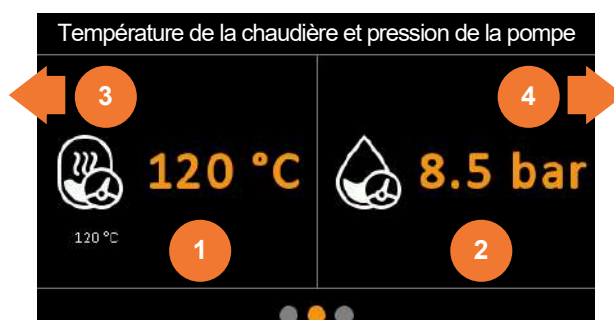 Température de la chaudière et pression de la pompe
3
4
120 °C
8.5 bar
120 °C
1
2